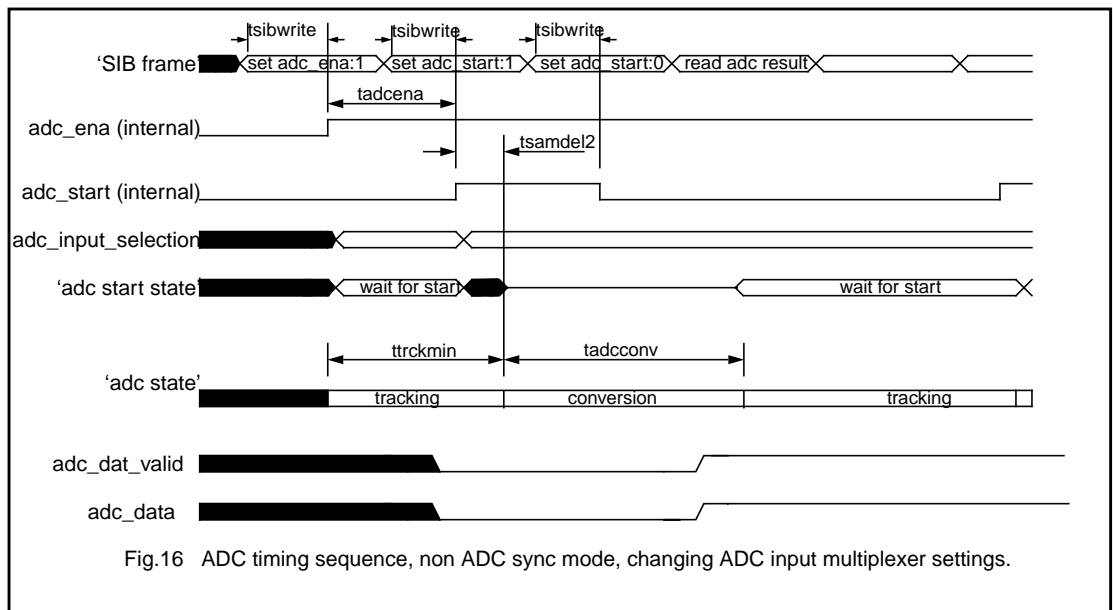 tsibwrite tsibwrite tsibwrite
‘SIB frame’ set adc_ena:1 set adc_start:1 set adc_start:0 read adc result
tadcena
adc_ena (internal)
tsamdel2
adc_start (internal)
adc_input_selection
‘adc start state’ wait for start wait for start
ttrckmin tadcconv
‘adc state’
tracking conversion tracking
adc_dat_valid
adc_data
Fig.16 ADC timing sequence, non ADC sync mode, changing ADC input multiplexer settings.